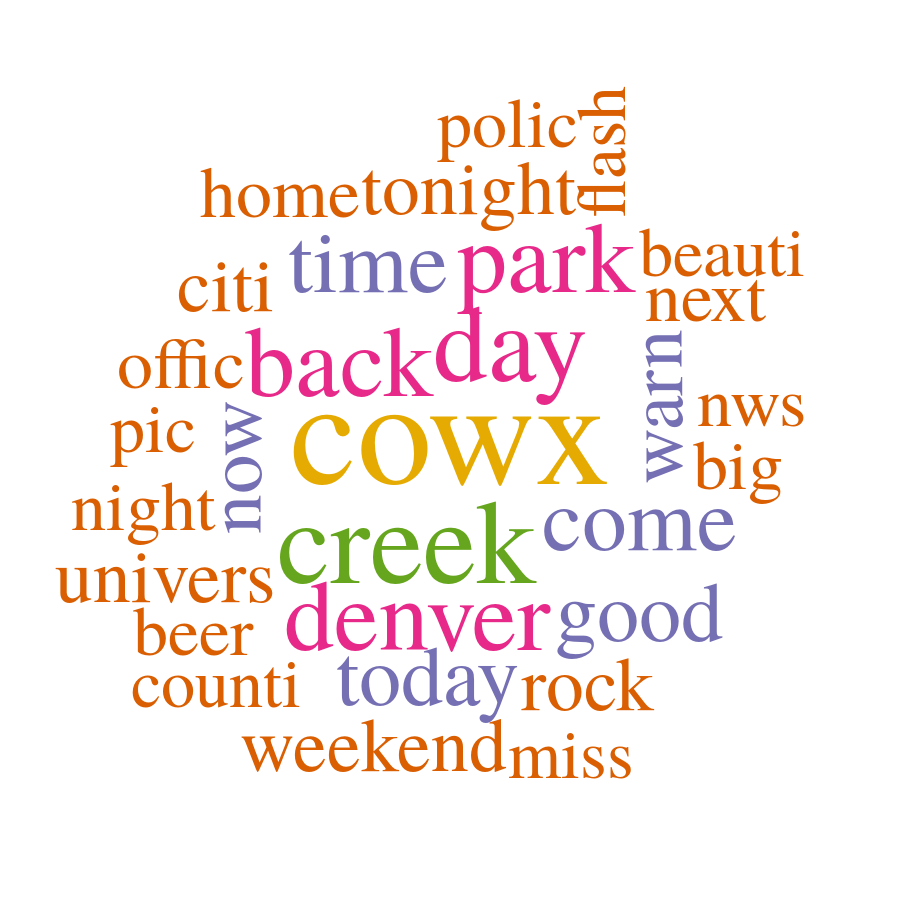 polic
flash
home tonight
time park beauti
citi next
offic back day warn
pic now cowx nws
big
night creek come
univers denver good
beer
counti today rock
weekend miss